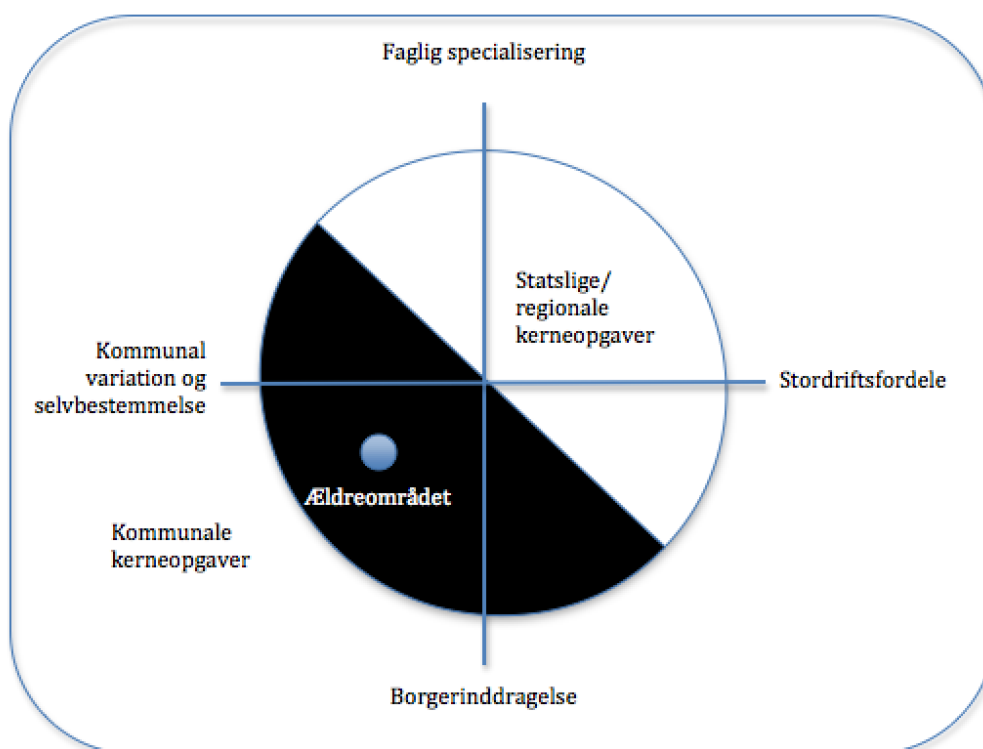 Faglig specialisering
Statslige/
regionale
kerneopgaver
Kommunal
variation og
selvbestemmelse
Stordriftsfordele
Ældreområdet
Kommunale
kerneopgaver
Borgerinddragelse